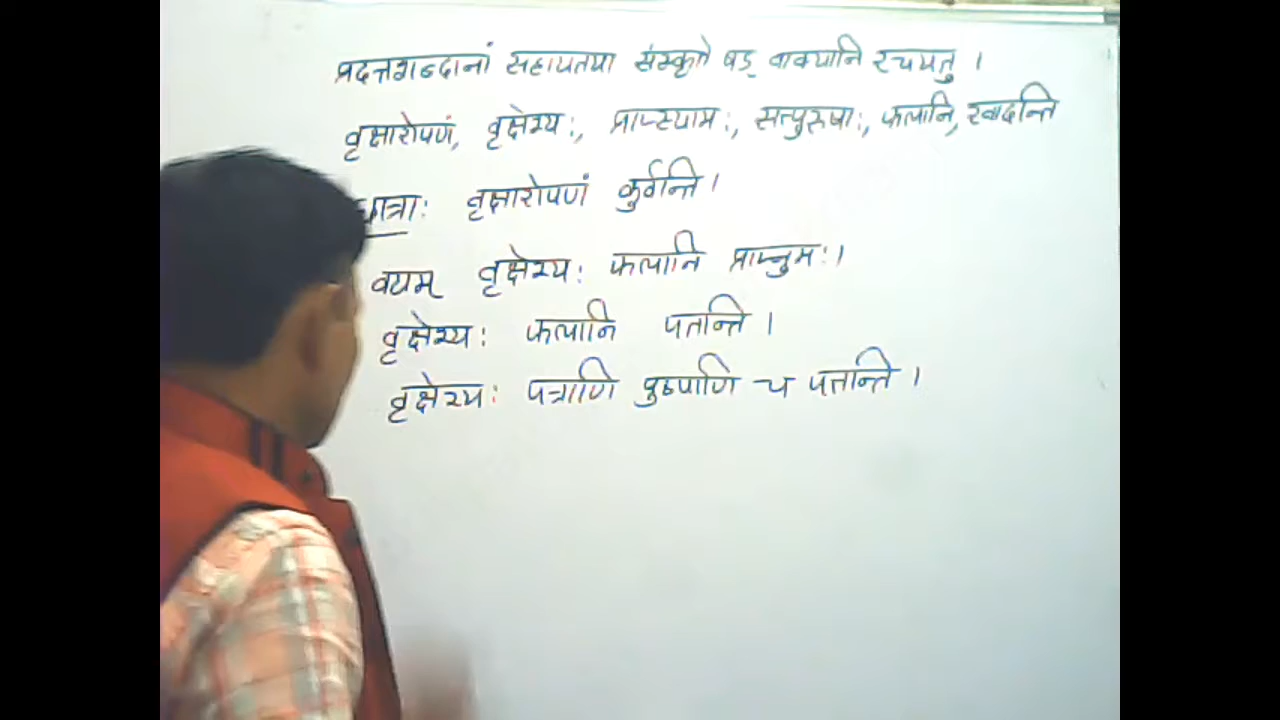 प्रदत्तशब्दानां सहायतया संस्कृते षड् वाक्यानि रचयतु ।
वृक्षारोपणं, वृक्षेभ्यः, प्राप्स्यामः, सत्पुरुषाः, फलानि, खादन्ति
छात्राः वृक्षारोपणं कुर्वन्ति ।
वयम् वृक्षेभ्यः फलानि प्राप्नुमः ।
वृक्षेभ्यः फलानि पतन्ति ।
वृक्षेभ्यः पत्राणि पुष्पाणि च पतन्ति ।